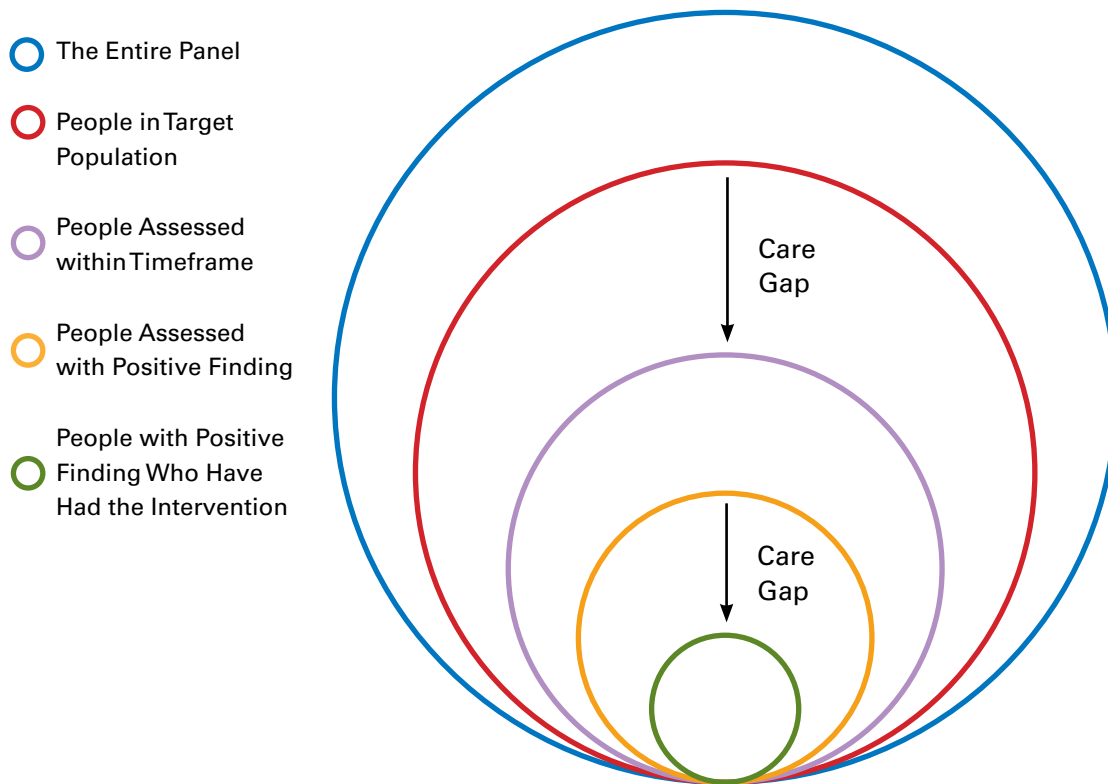 The Entire Panel
People in Target
Population
People Assessed
within Timeframe
People Assessed
with Positive Finding
People with Positive
Finding Who Have
Had the Intervention
Care
Gap
Care
Gap